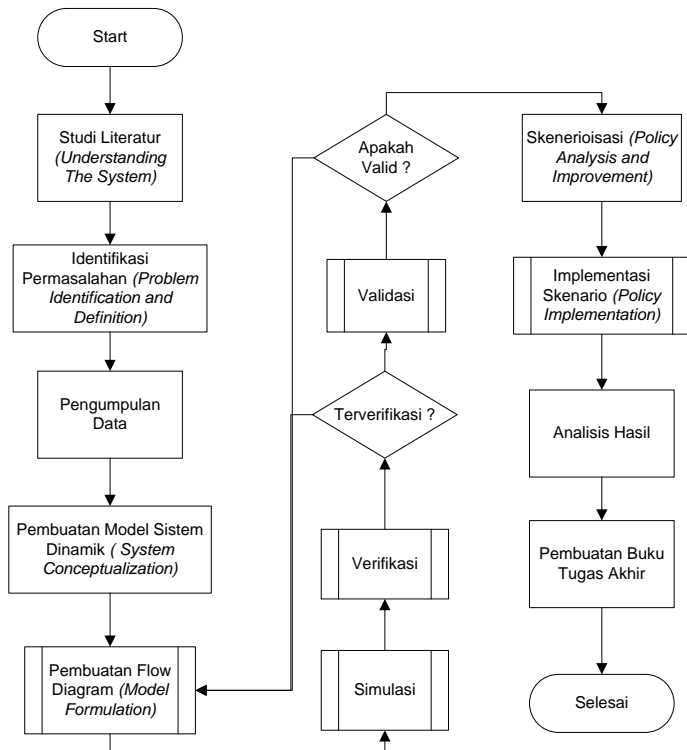 Start
Studi Literatur
(Understanding
The System)
Identifikasi
Permasalahan (Problem
Identification and
Definition)
Pengumpulan
Data
Pembuatan Model Sistem
Dinamik ( System
Conceptualization)
Pembuatan Flow
Diagram (Model
Formulation)
Apakah
Valid ?
Validasi
Terverifikasi ?
Verifikasi
Simulasi
Skenerioisasi (Policy
Analysis and
Improvement)
Implementasi
Skenario (Policy
Implementation)
Analisis Hasil
Pembuatan Buku
Tugas Akhir
Selesai